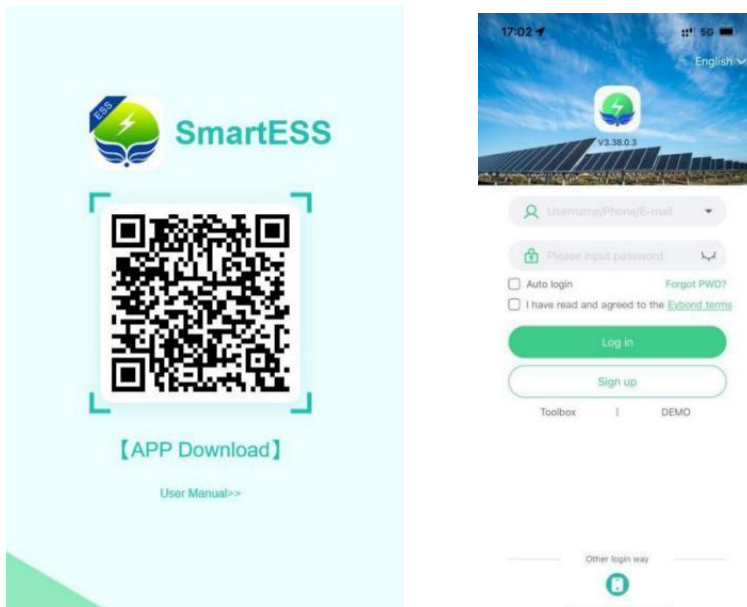 ESS
SmartESS
【APP Download】
User Manual>>
17:02
5G
English
V3.38.0.3
Username/Phone/E-mail
Please input password
Auto login
Forgot PWD?
I have read and agreed to the Eybond terms
Log in
Sign up
Toolbox | DEMO
Other login way